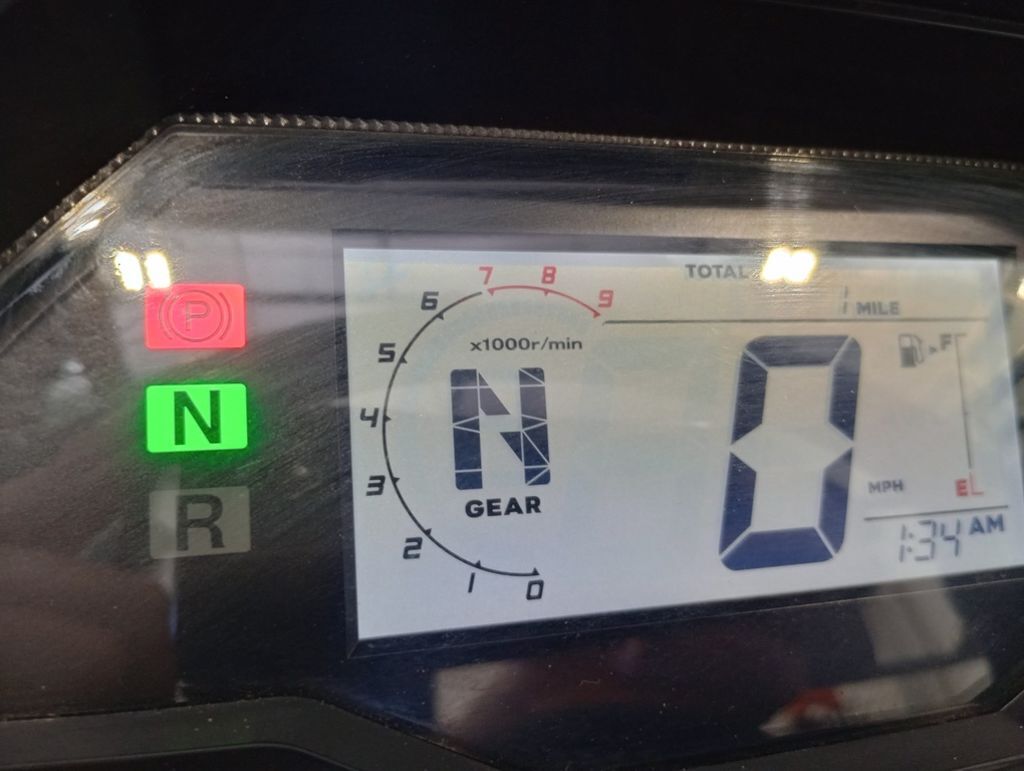 P
N
R
7 8 9
6
5
4
3
2
1
0
x1000r/min
N
GEAR
TOTAL
1 MILE
0
MPH
F
E
1:34 AM